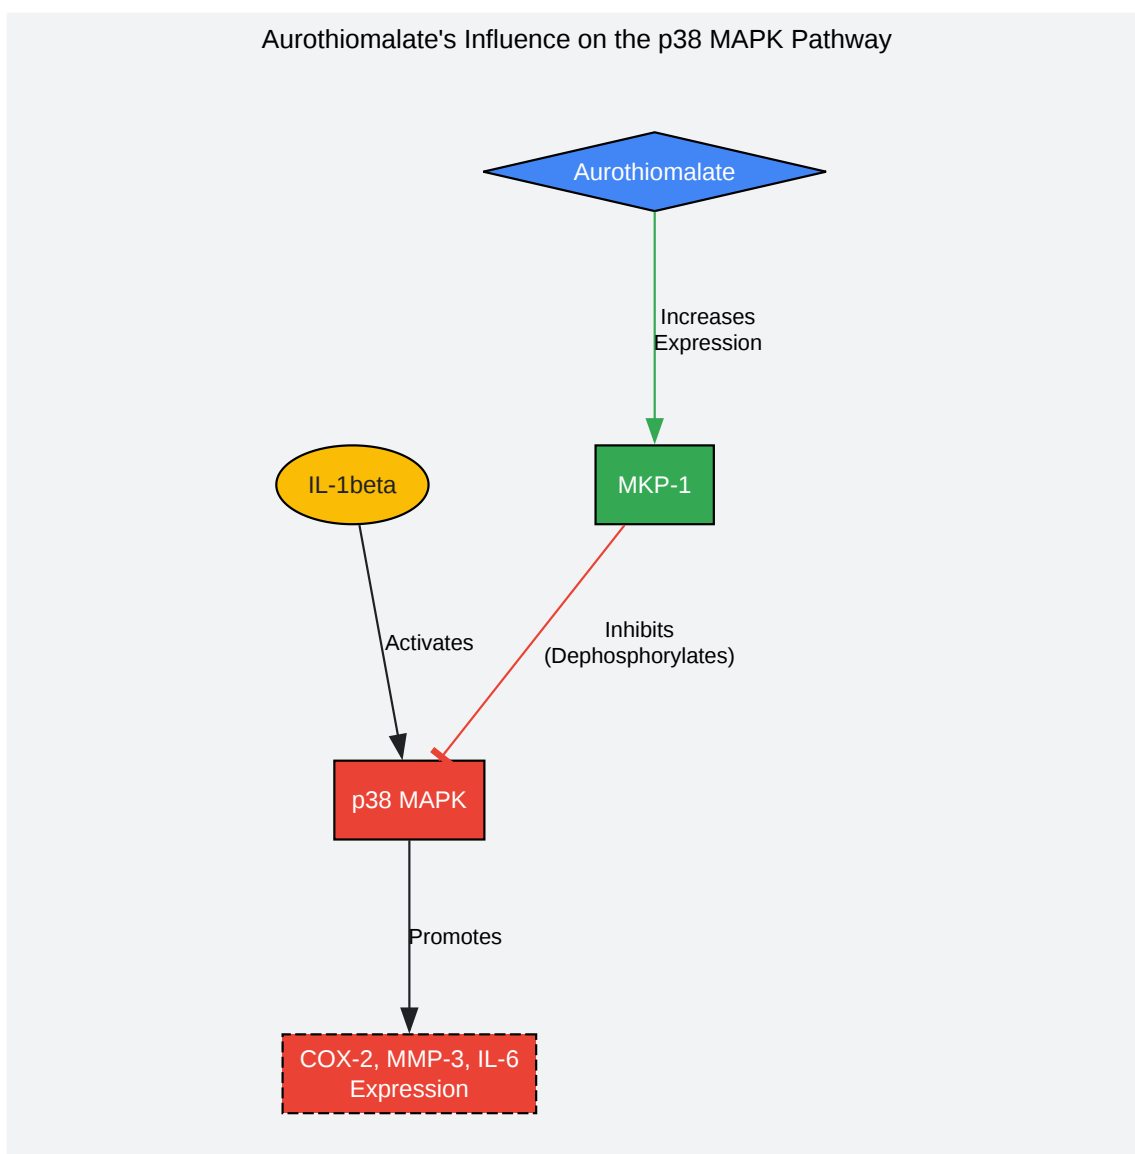 Aurothiomalate's Influence on the p38 MAPK Pathway
Aurothiomalate
Increases
Expression
IL-1beta
MKP-1
Inhibits
(Dephosphorylates)
Activates
p38 MAPK
Promotes
COX-2, MMP-3, IL-6
Expression